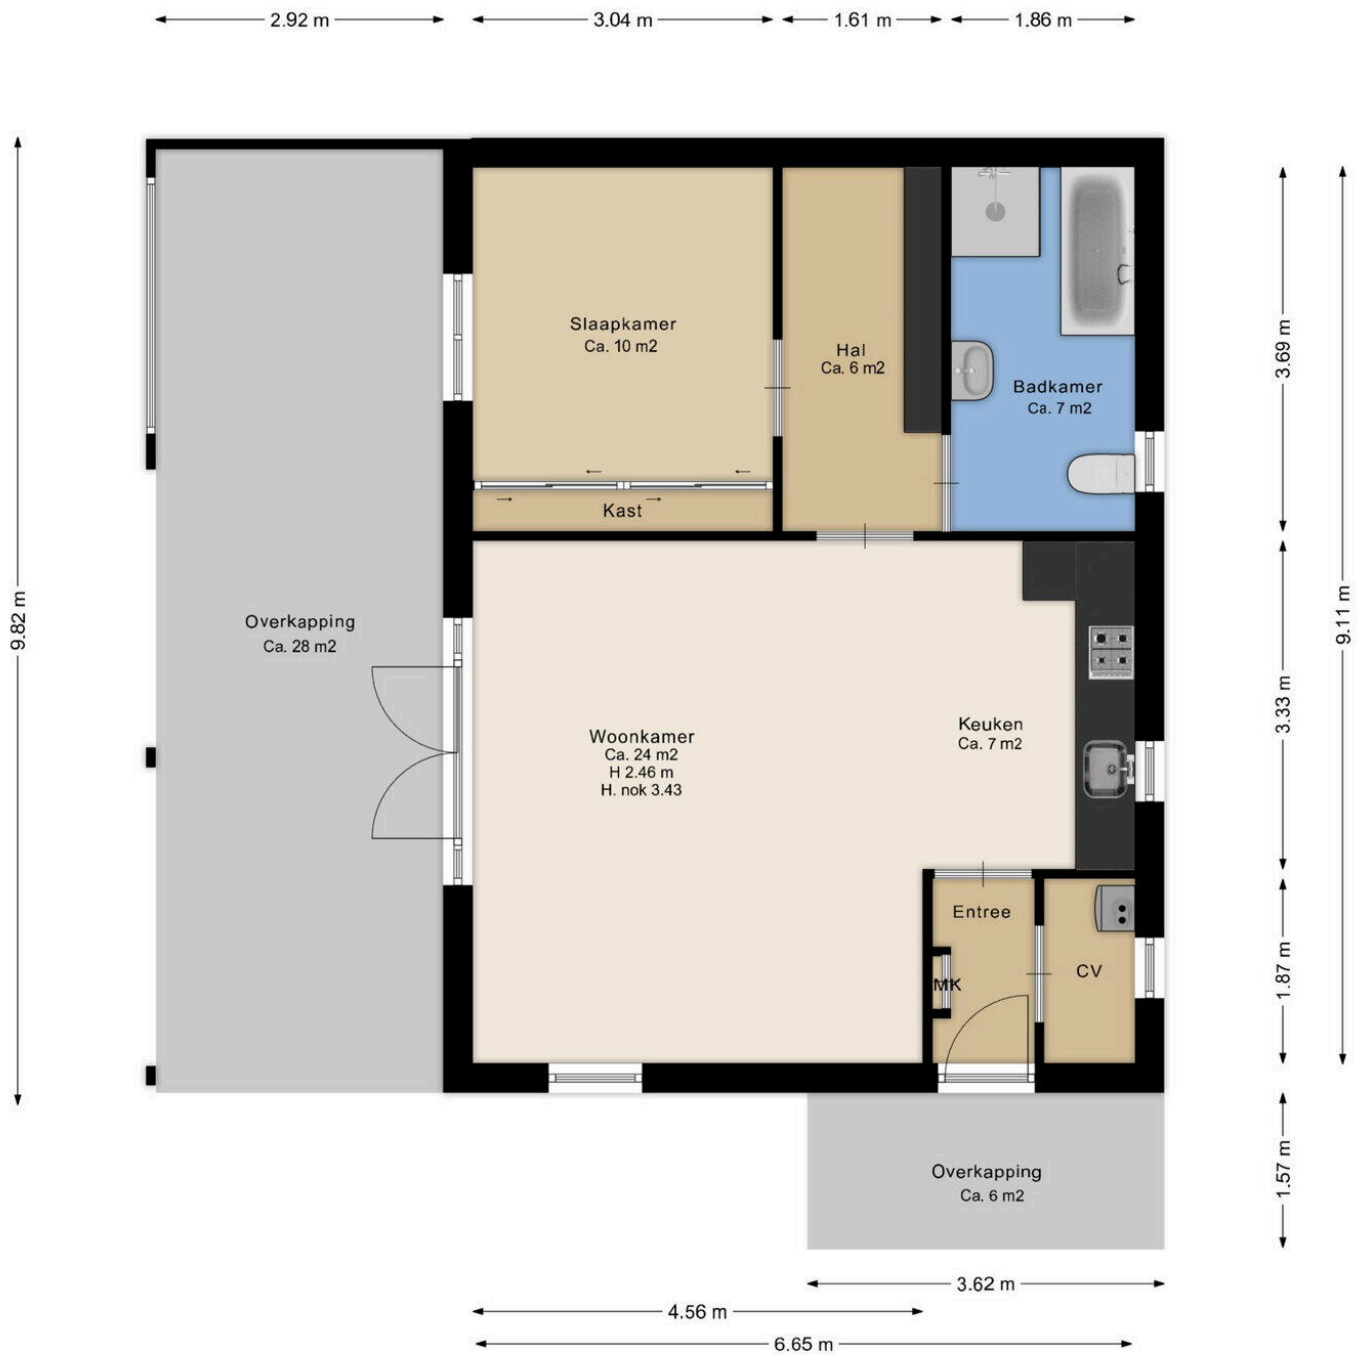 2.92 m
3.04 m
1.61 m
1.86 m
Slaapkamer
Ca. 10 m2
Hal
Ca. 6 m2
Badkamer
Ca. 7 m2
3.69 m
Kast
9.82 m
9.11 m
Overkapping
Ca. 28 m2
3.33 m
Woonkamer
Ca. 24 m2
H 2.46 m
H. nok 3.43
Keuken
Ca. 7 m2
Entree
MK
CV
1.87 m
Overkapping
Ca. 6 m2
1.57 m
3.62 m
4.56 m
6.65 m